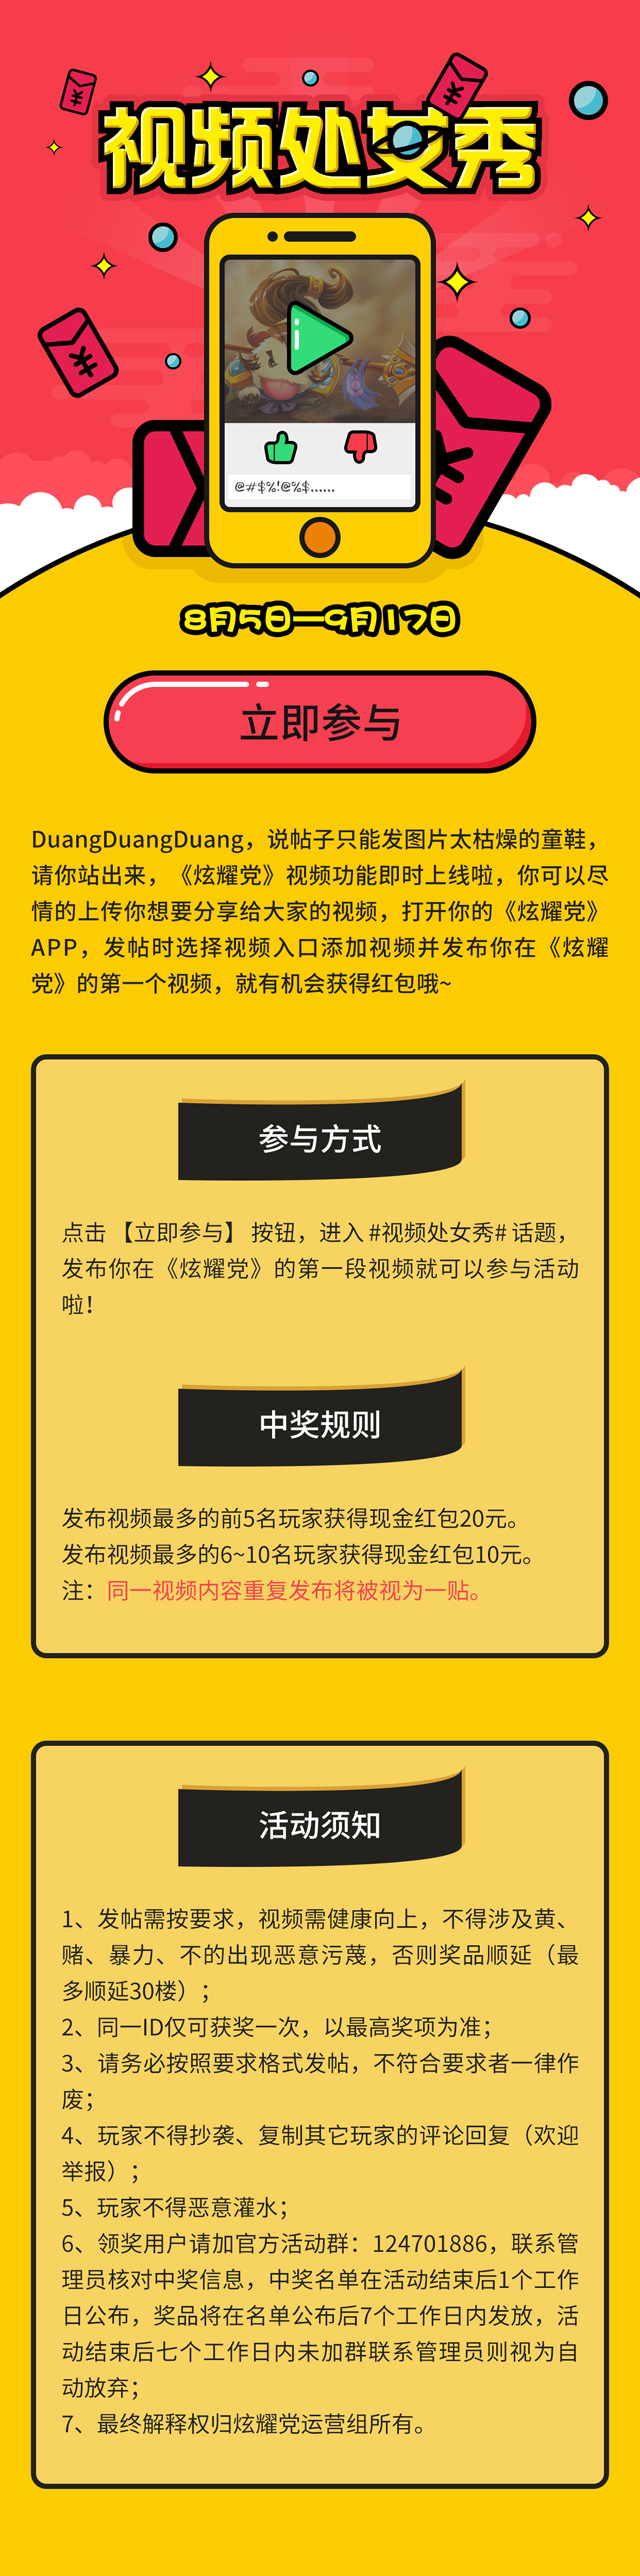 视频处女秀
@#$%!@%$......
8月5日—9月17日
立即参与
DuangDuangDuang，说帖子只能发图片太枯燥的童鞋，
请你站出来，《炫耀党》视频功能即时上线啦，你可以尽
情的上传你想要分享给大家的视频，打开你的《炫耀党》
APP，发帖时选择视频入口添加视频并发布你在《炫耀
党》的第一个视频，就有机会获得红包哦~
参与方式
点击 【立即参与】 按钮，进入 #视频处女秀# 话题，
发布你在《炫耀党》的第一段视频就可以参与活动
啦！
中奖规则
发布视频最多的前5名玩家获得现金红包20元。
发布视频最多的6~10名玩家获得现金红包10元。
注：同一视频内容重复发布将被视为一贴。
活动须知
1、发帖需按要求，视频需健康向上，不得涉及黄、
赌、暴力、不的出现恶意污蔑，否则奖品顺延（最
多顺延30楼）；
2、同一ID仅可获奖一次，以最高奖项为准；
3、请务必按照要求格式发帖，不符合要求者一律作
废；
4、玩家不得抄袭、复制其它玩家的评论回复（欢迎
举报）；
5、玩家不得恶意灌水；
6、领奖用户请加官方活动群：124701886，联系管
理员核对中奖信息，中奖名单在活动结束后1个工作
日公布，奖品将在名单公布后7个工作日内发放，活
动结束后七个工作日内未加群联系管理员则视为自
动放弃；
7、最终解释权归炫耀党运营组所有。